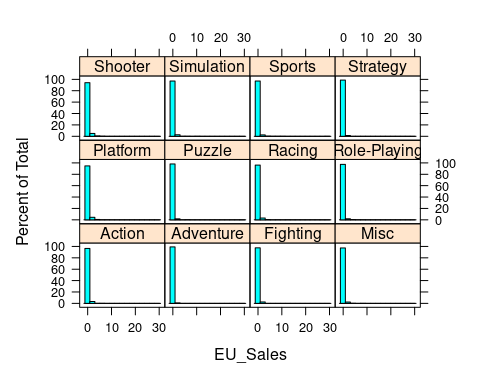 0 10 20 30 0 10 20 30
Shooter Simulation Sports Strategy
100
80
60
40
20
0
Platform Puzzle Racing Role-Playing
100
80
60
40
20
0
Action Adventure Fighting Misc
100
80
60
40
20
0
0 10 20 30 0 10 20 30
Percent of Total
EU_Sales